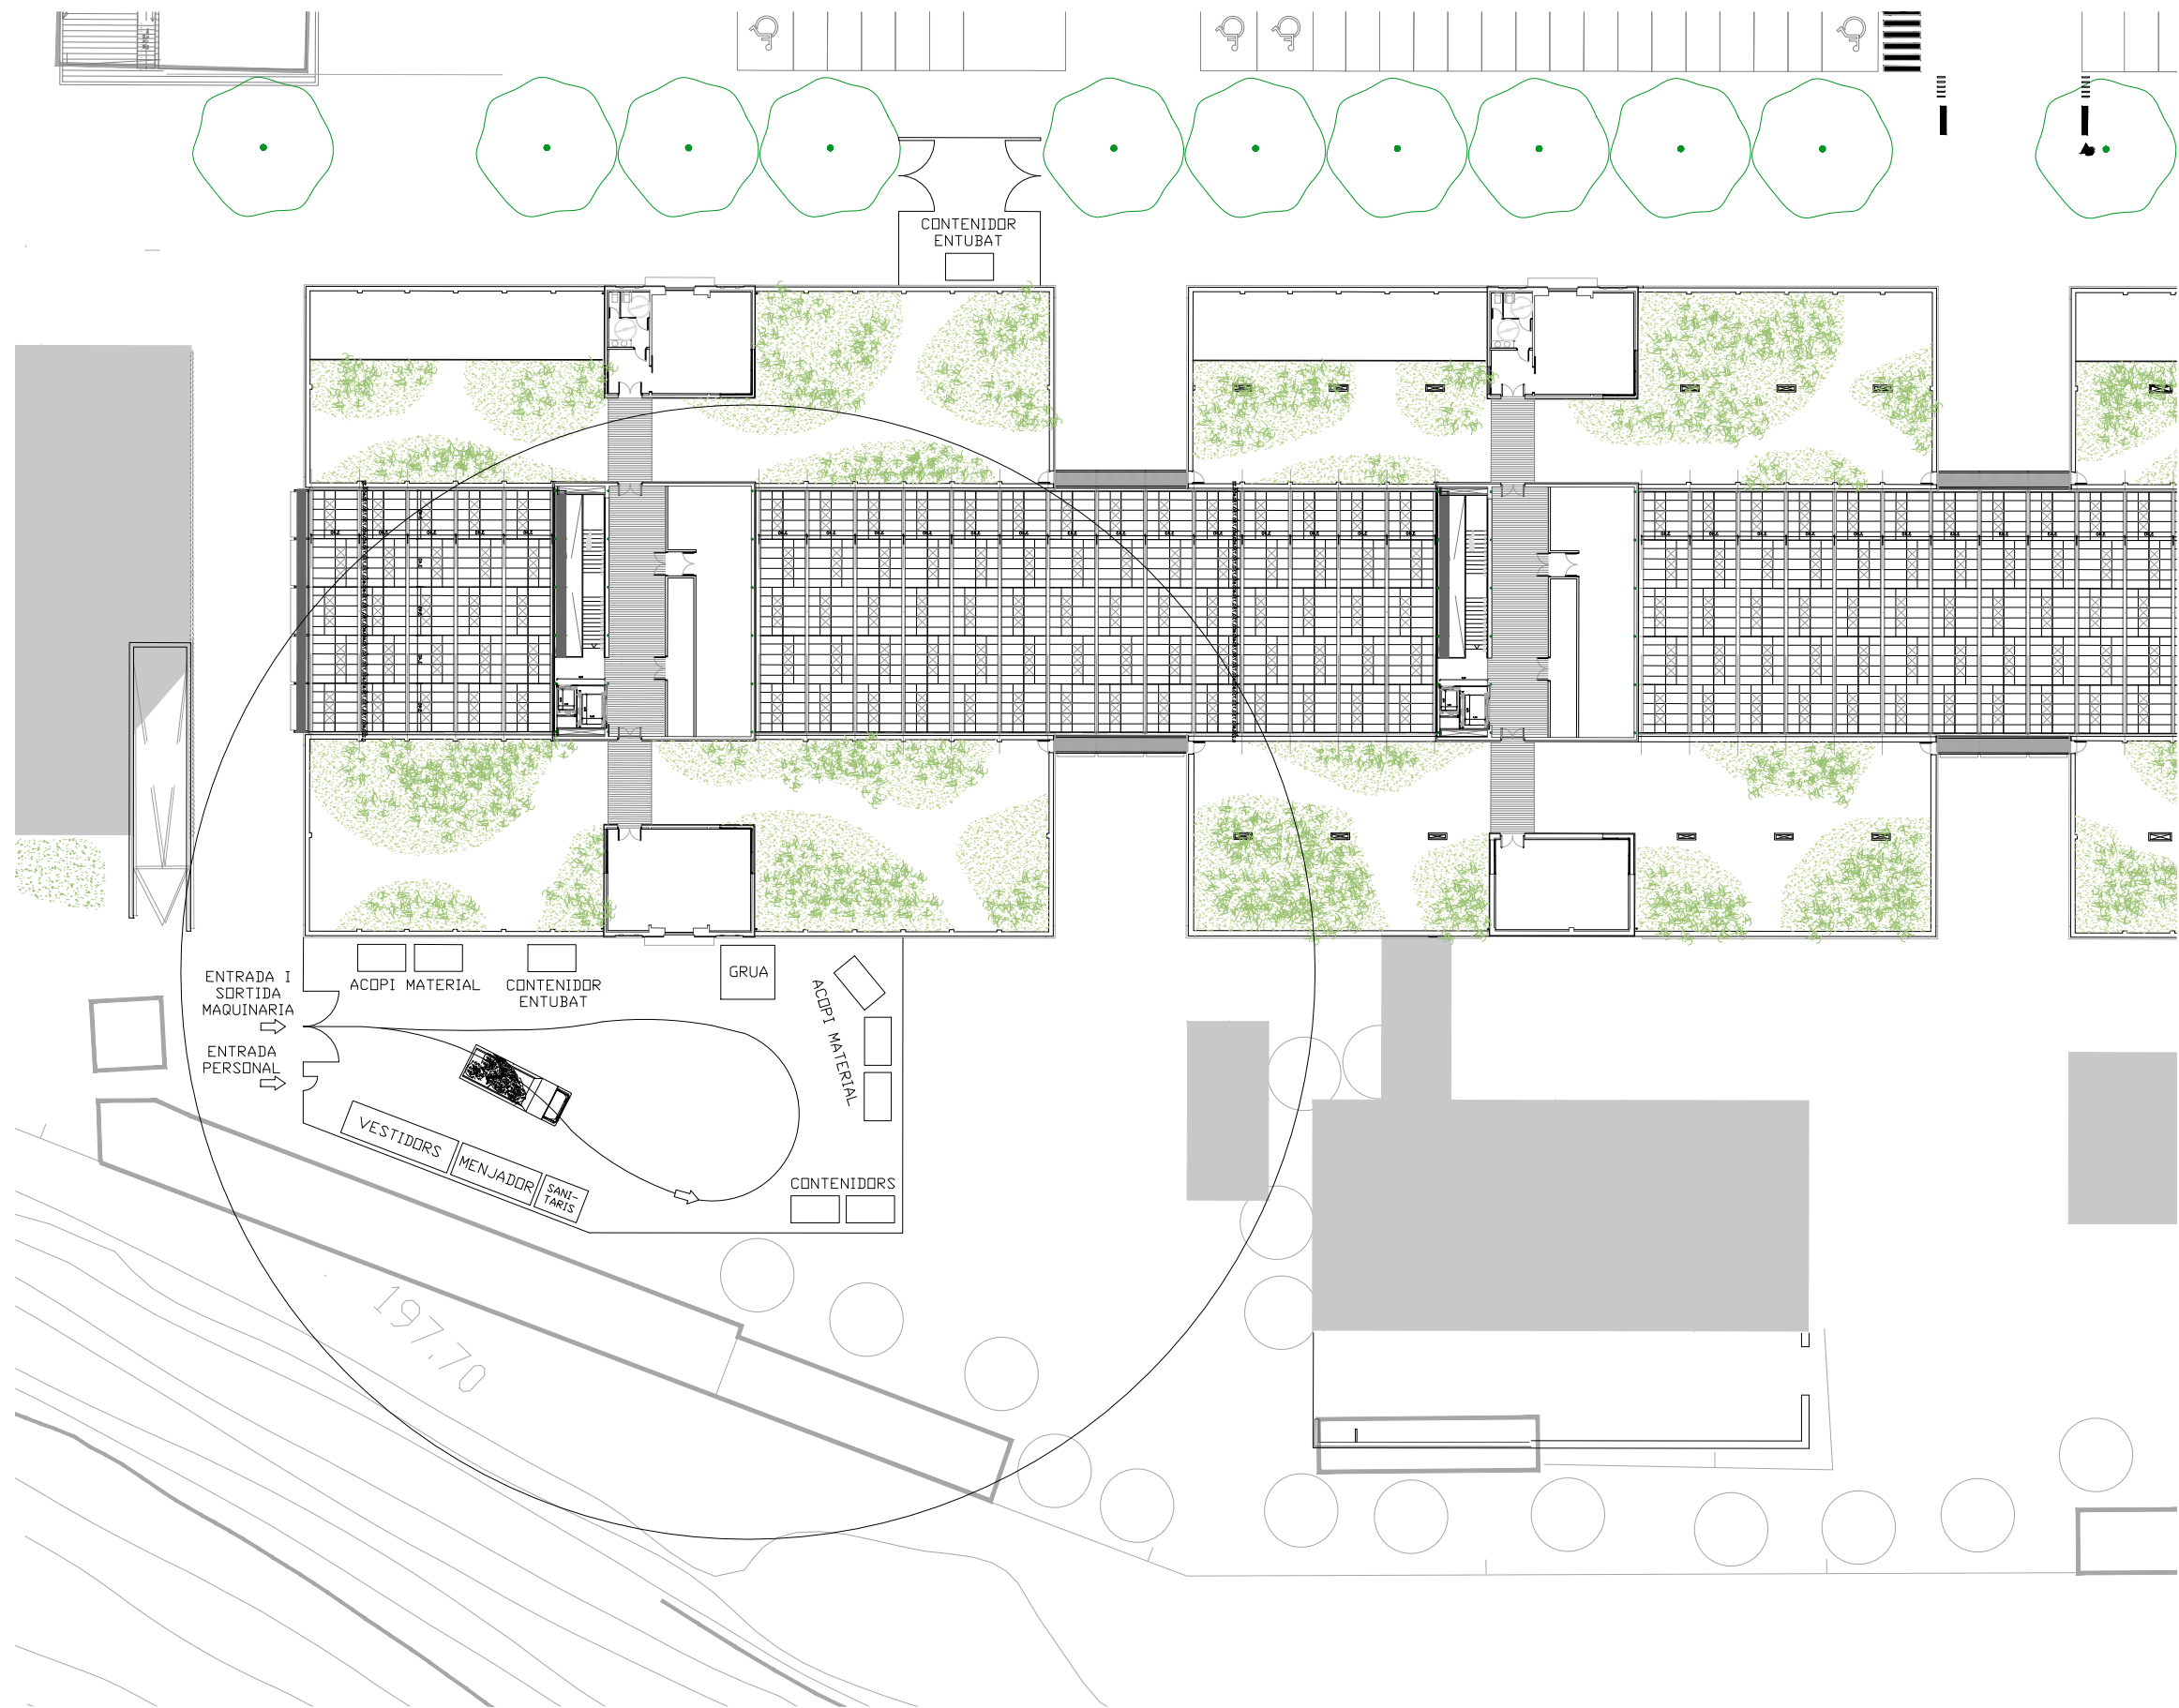 CONTENIDOR
ENTUBAT
ENTRADA I
SORTIDA
MAQUINARIA
ENTRADA
PERSONAL
ACOPI MATERIAL
CONTENIDOR
ENTUBAT
GRUA
ACOPI MATERIAL
VESTIDORS
MENJADOR
SANI-
TARIS
CONTENIDORS
197.70